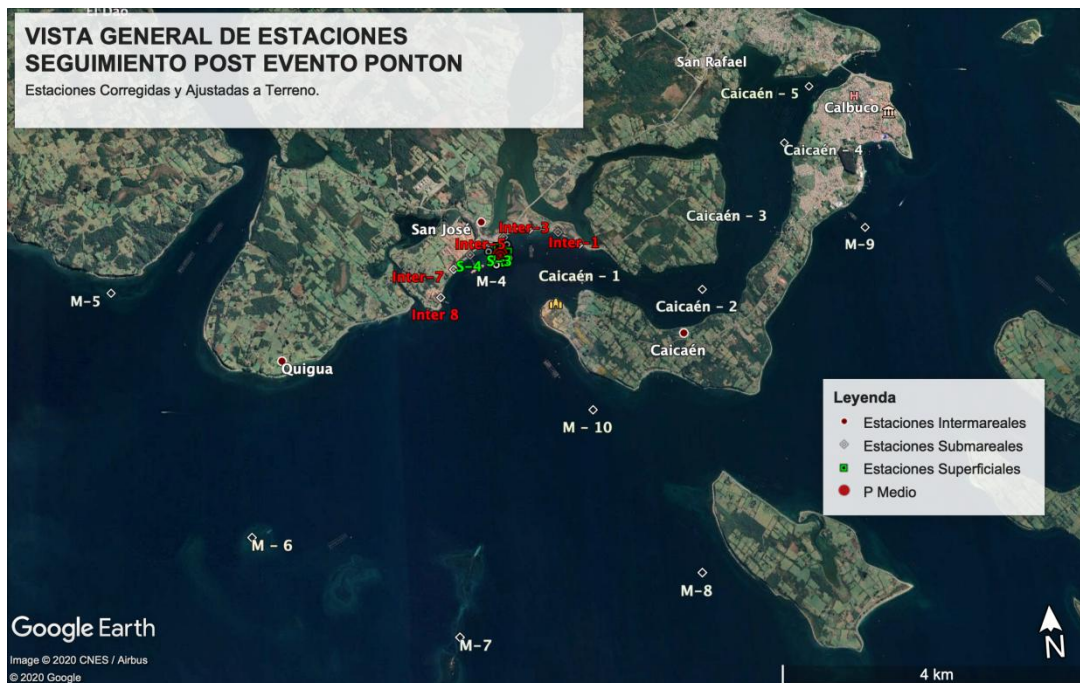 El Dao
VISTA GENERAL DE ESTACIONES
SEGUIMIENTO POST EVENTO PONTON
Estaciones Corregidas y Ajustadas a Terreno.
San Rafael
Caicaén - 5
Calbuco
H
Caicaén - 4
Caicaén - 3
San José
Inter-3
Inter-5
Inter-1
M-9
S-4
S-3
Inter-7
M-4
Caicaén - 1
M-5
Caicaén - 2
Inter 8
Caicaén
Quigua
M - 10
Leyenda
Estaciones Intermareales
Estaciones Submareales
Estaciones Superficiales
P Medio
M - 6
M-8
M-7
Google Earth
N
Image © 2020 CNES / Airbus
© 2020 Google
4 km